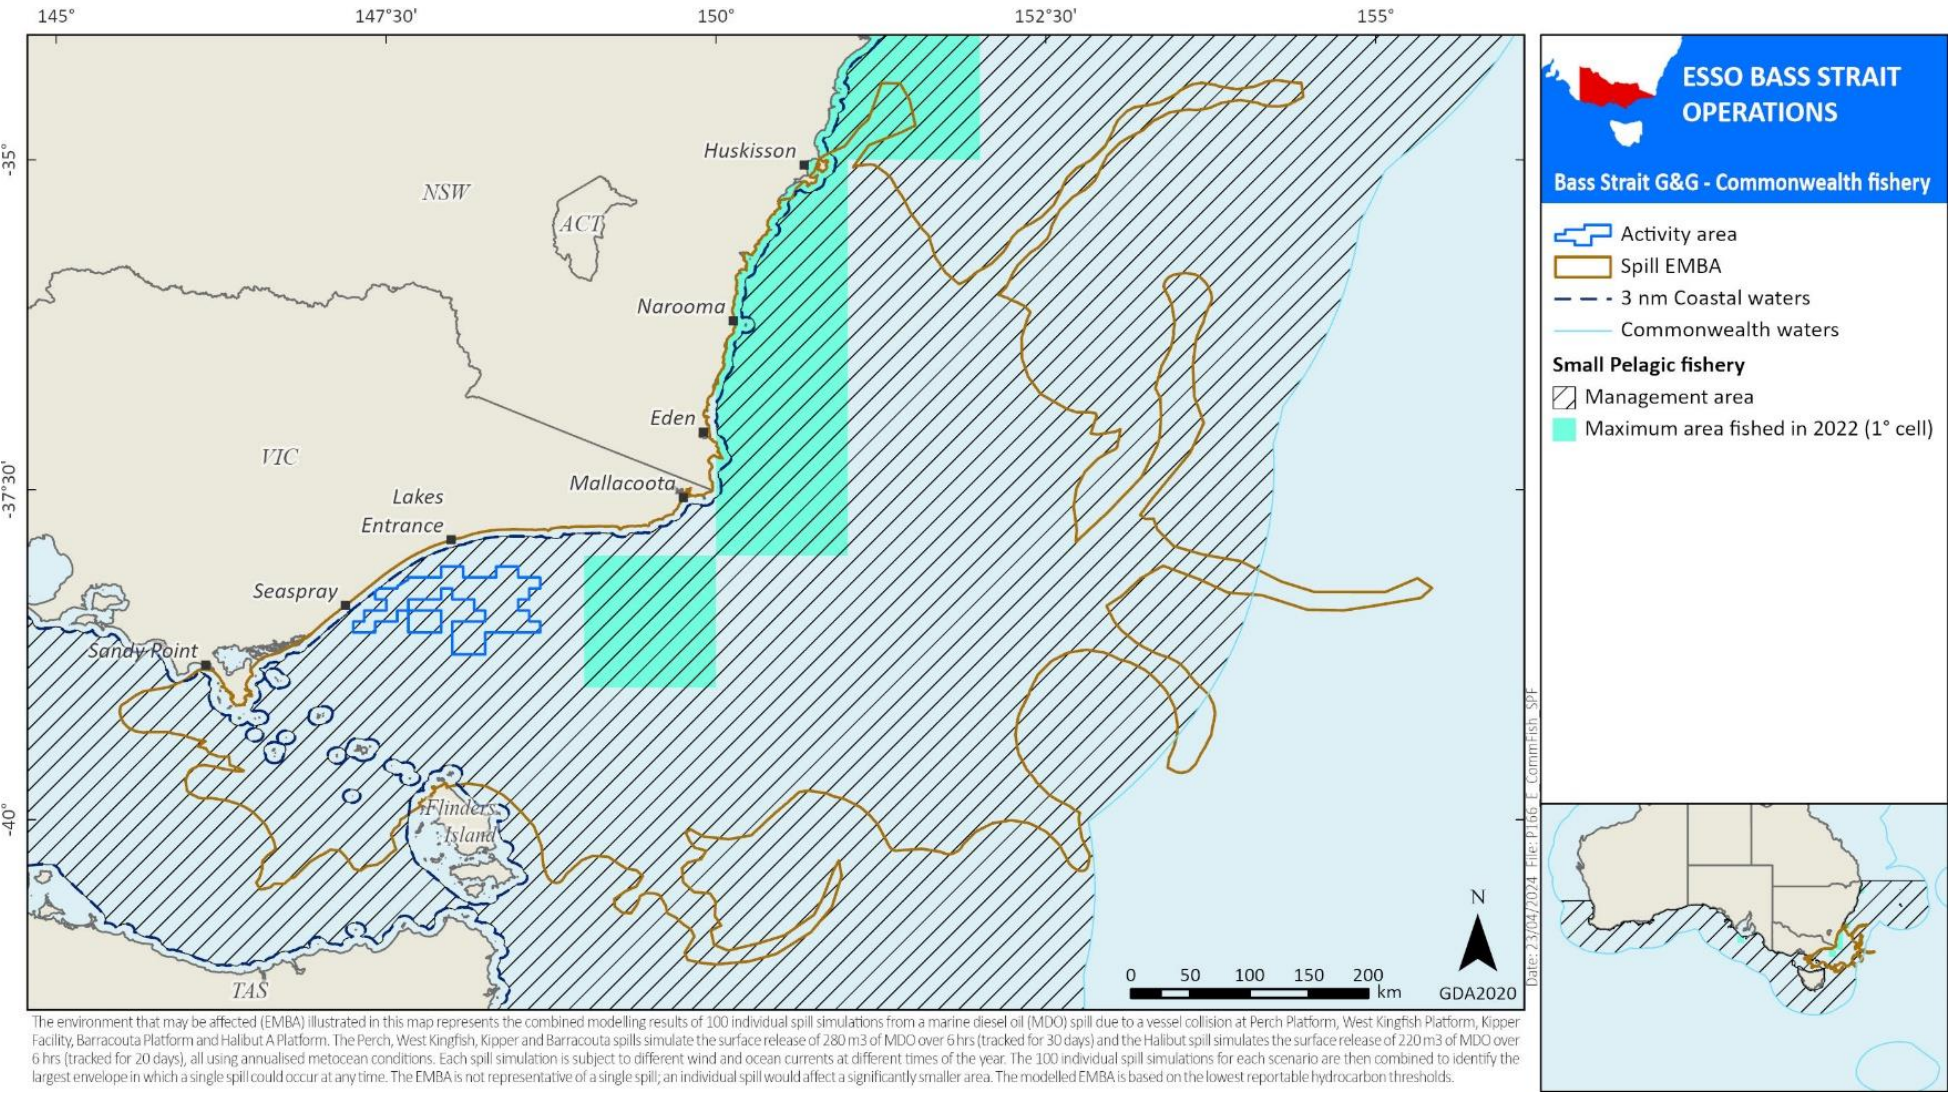 145°
147°30'
150°
152°30'
155°
-35°
-37°30'
-40°
NSW
ACT
VIC
TAS
Huskisson
Narooma
Eden
Mallacoota
Lakes
Entrance
Seaspray
Sandy Point
Flinders
Island
N
0 50 100 150 200
km
GDA2020
Date: 23/04/2024 File: P166_E_CommFish_SPF
ESSO BASS STRAIT
OPERATIONS
Bass Strait G&G - Commonwealth fishery
Activity area
Spill EMBA
3 nm Coastal waters
Commonwealth waters
Small Pelagic fishery
Management area
Maximum area fished in 2022 (1° cell)
The environment that may be affected (EMBA) illustrated in this map represents the combined modelling results of 100 individual spill simulations from a marine diesel oil (MDO) spill due to a vessel collision at Perch Platform, West Kingfish Platform, Kipper
Facility, Barracouta Platform and Halibut A Platform. The Perch, West Kingfish, Kipper and Barracouta spills simulate the surface release of 280 m3 of MDO over 6 hrs (tracked for 30 days) and the Halibut spill simulates the surface release of 220 m3 of MDO over
6 hrs (tracked for 20 days), all using annualised metocean conditions. Each spill simulation is subject to different wind and ocean currents at different times of the year. The 100 individual spill simulations for each scenario are then combined to identify the
largest envelope in which a single spill could occur at any time. The EMBA is not representative of a single spill; an individual spill would affect a significantly smaller area. The modelled EMBA is based on the lowest reportable hydrocarbon thresholds.